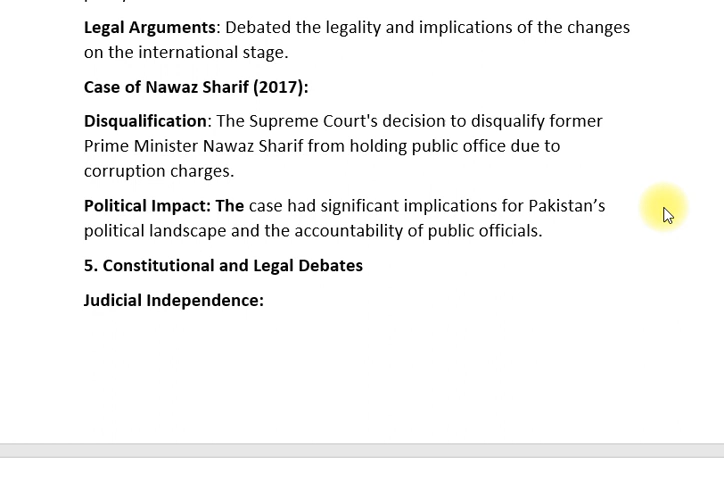 Legal Arguments: Debated the legality and implications of the changes
on the international stage.
Case of Nawaz Sharif (2017):
Disqualification: The Supreme Court's decision to disqualify former
Prime Minister Nawaz Sharif from holding public office due to
corruption charges.
Political Impact: The case had significant implications for Pakistan’s
political landscape and the accountability of public officials.
5. Constitutional and Legal Debates
Judicial Independence: